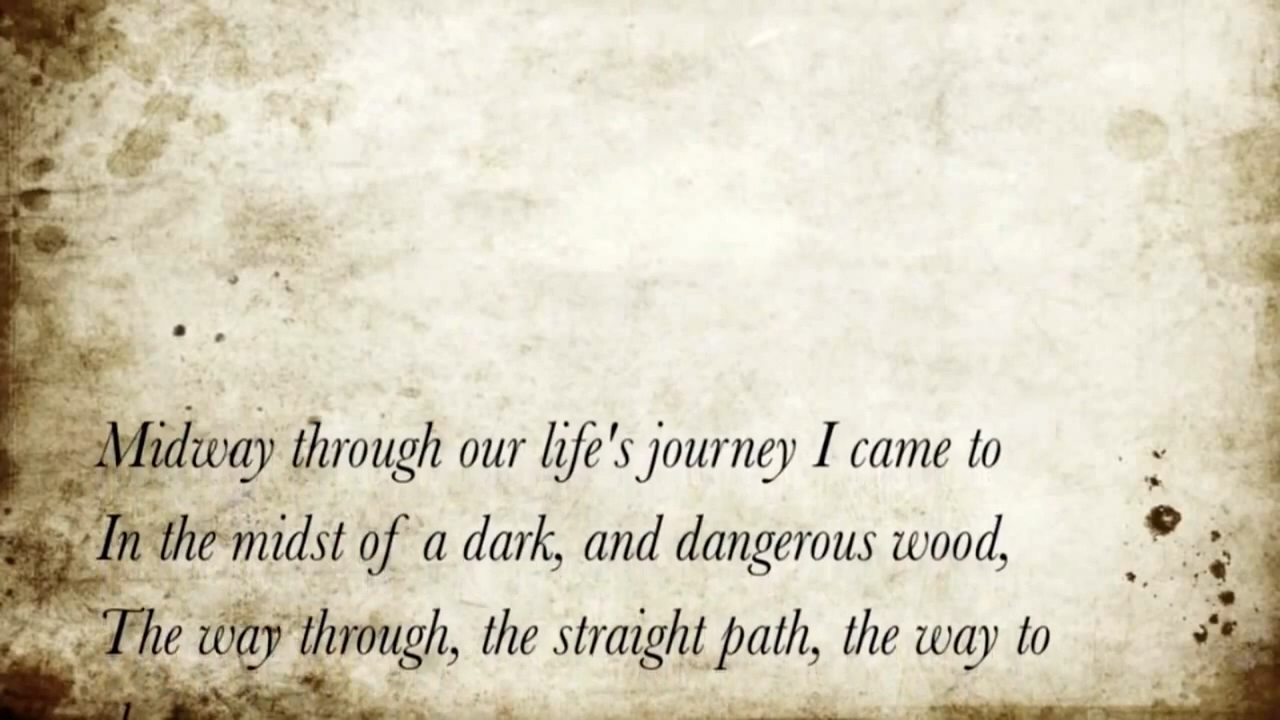 Midway through our life's journey I came to
In the midst of a dark, and dangerous wood,
The way through, the straight path, the way to